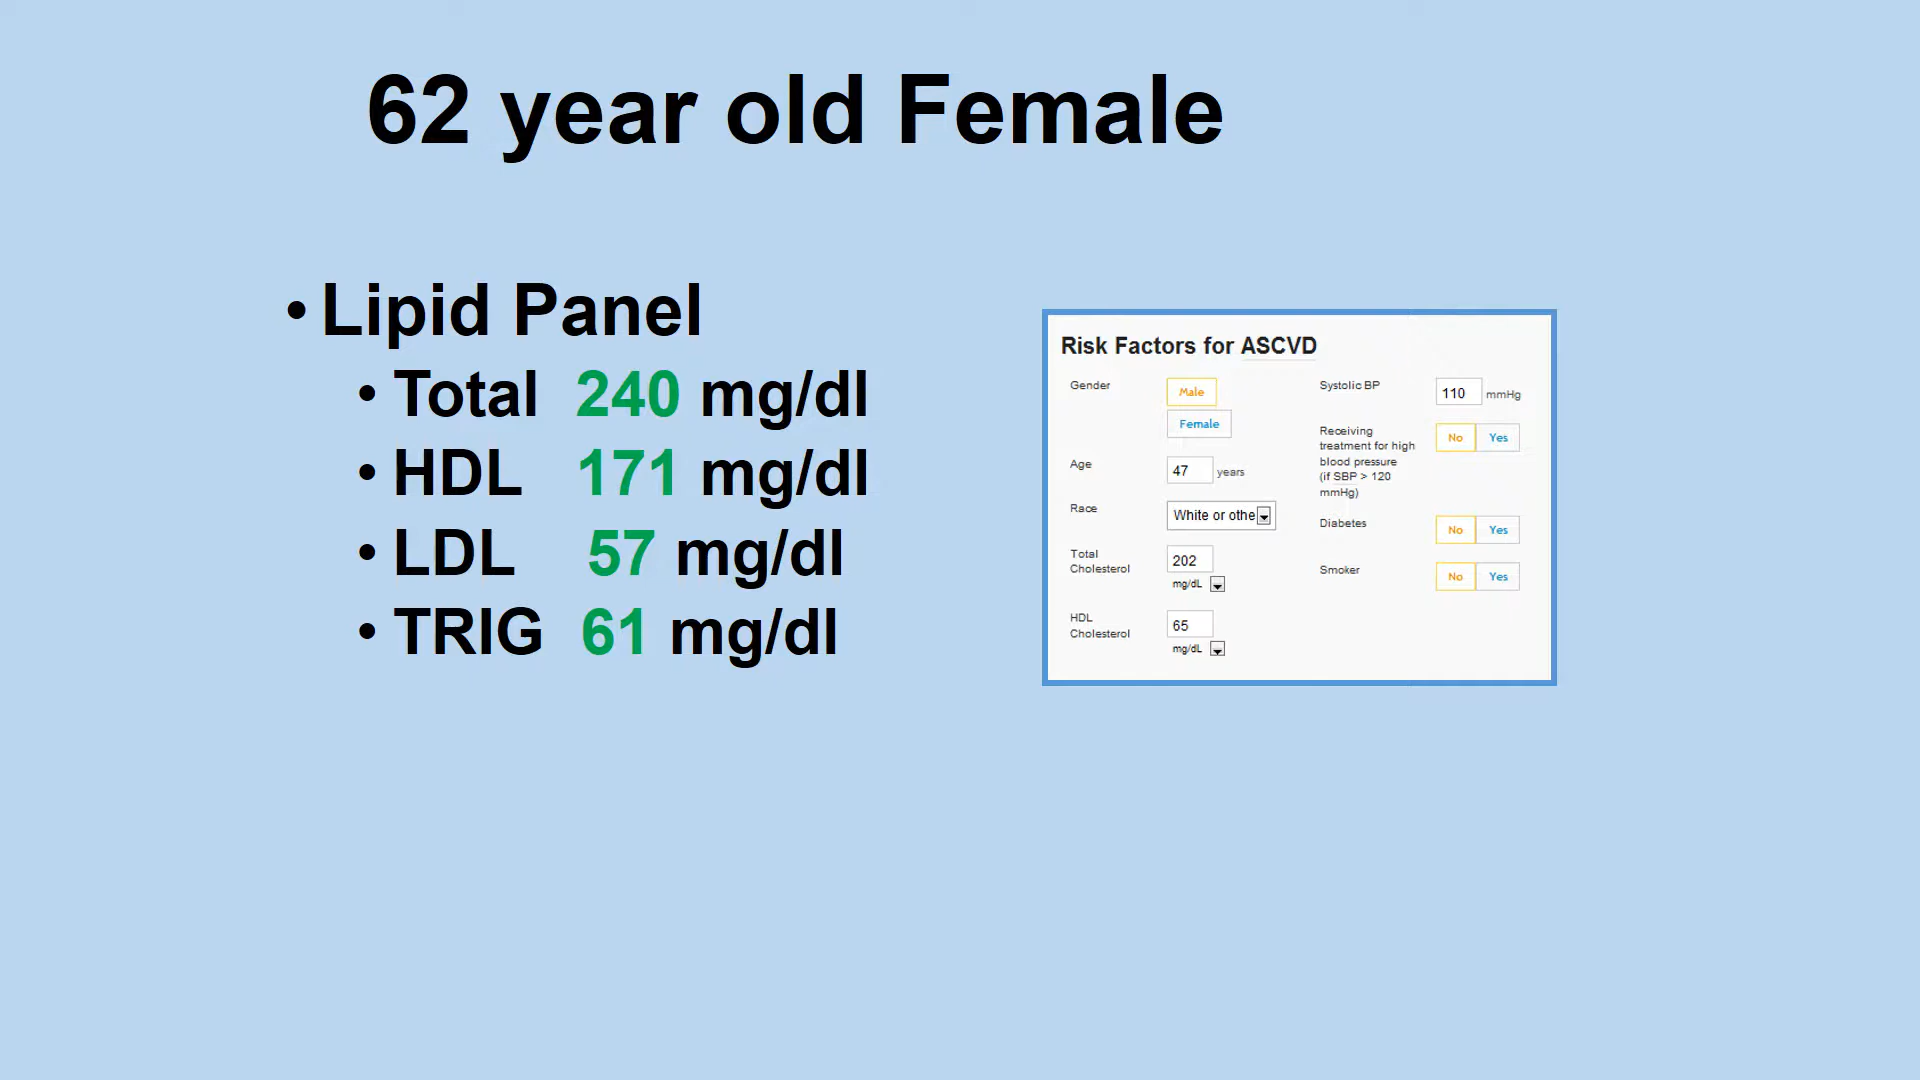 62 year old Female
• Lipid Panel
• Total 240 mg/dl
• HDL 171 mg/dl
• LDL 57 mg/dl
• TRIG 61 mg/dl
Risk Factors for ASCVD
Gender Male
Female
Age 47 years
Race White or othe
Total
Cholesterol
202
mg/dL
HDL
Cholesterol
65
mg/dL
Systolic BP 110 mmHg
Receiving
treatment for high
blood pressure
(if SBP > 120
mmHg)
No Yes
Diabetes No Yes
Smoker No Yes